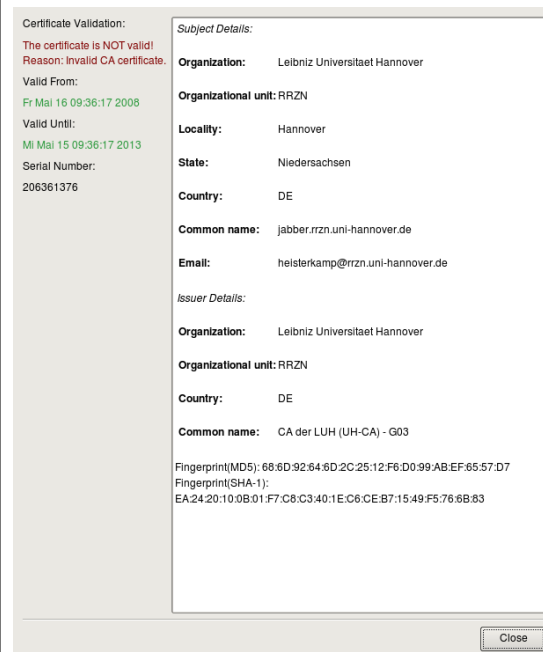 Certificate Validation:
The certificate is NOT valid!
Reason: Invalid CA certificate.
Valid From:
Fr Mai 16 09:36:17 2008
Valid Until:
Mi Mai 15 09:36:17 2013
Serial Number:
206361376
Subject Details:
Organization: Leibniz Universitaet Hannover
Organizational unit: RRZN
Locality: Hannover
State: Niedersachsen
Country: DE
Common name: jabber.rrzn.uni-hannover.de
Email: heisterkamp@rrzn.uni-hannover.de
Issuer Details:
Organization: Leibniz Universitaet Hannover
Organizational unit: RRZN
Country: DE
Common name: CA der LUH (UH-CA) - G03
Fingerprint(MD5): 68:6D:92:64:6D:2C:25:12:F6:D0:99:AB:EF:65:57:D7
Fingerprint(SHA-1):
EA:24:20:10:0B:01:F7:C8:C3:40:1E:C6:CE:B7:15:49:F5:76:6B:83
Close